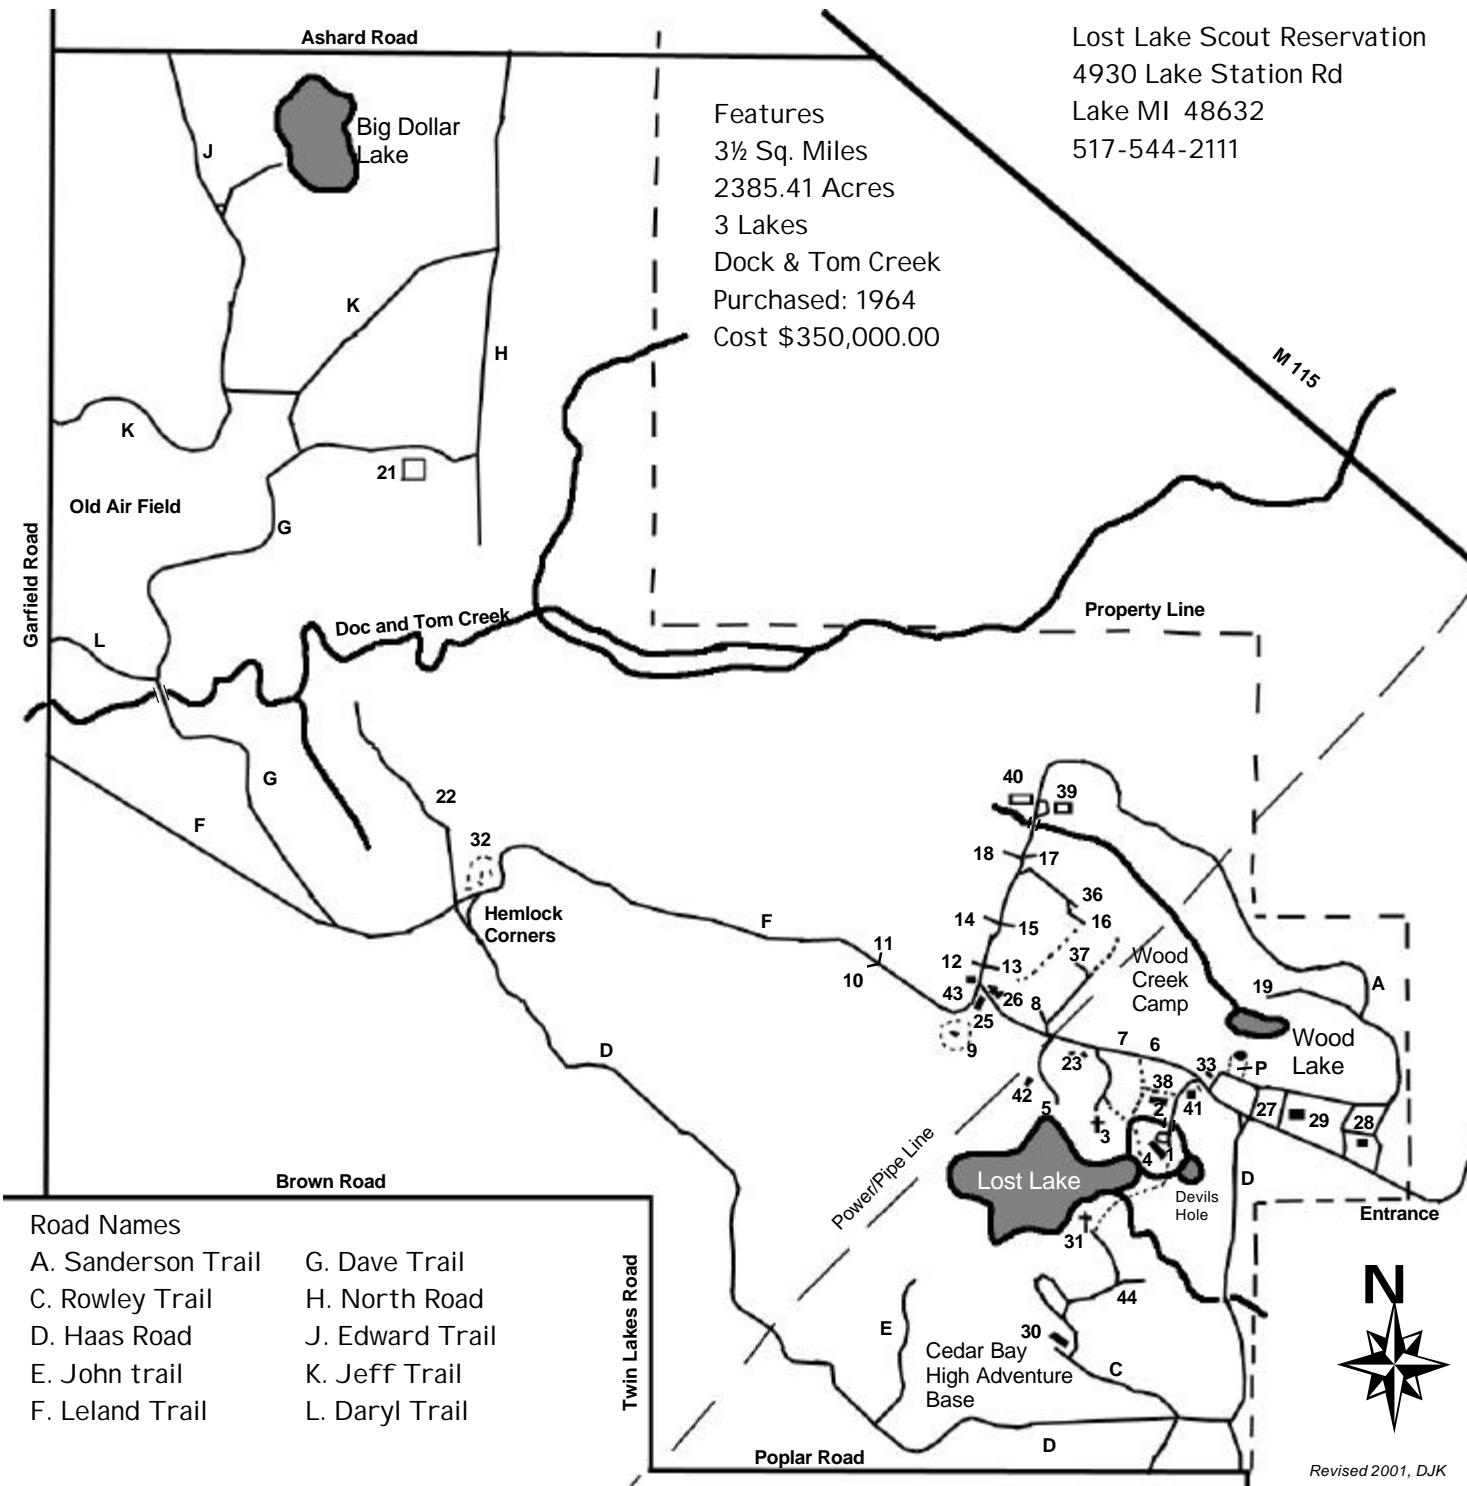 Ashard Road
Lost Lake Scout Reservation
4930 Lake Station Rd
Lake MI 48632
517-544-2111
Features
3½ Sq. Miles
2385.41 Acres
3 Lakes
Dock & Tom Creek
Purchased: 1964
Cost $350,000.00
Big Dollar
Lake
J
K
H
M 115
K
21
Old Air Field
G
Garfield Road
Doc and Tom Creek
Property Line
L
G
F
22
32
40
39
18
17
36
Hemlock
Corners
F
14
15
16
11
10
12
13
37
Wood
Creek
Camp
19
A
43
26
25
8
9
D
7
6
Wood
Lake
23
33
P
42
38
5
2
41
27
29
28
3
4
1
Power/Pipe Line
Lost Lake
Devils
Hole
D
Brown Road
Entrance
31
Road Names
A. Sanderson Trail
C. Rowley Trail
D. Haas Road
E. John trail
F. Leland Trail
G. Dave Trail
H. North Road
J. Edward Trail
K. Jeff Trail
L. Daryl Trail
Twin Lakes Road
N
44
E
30
Cedar Bay
High Adventure
Base
C
D
Poplar Road
Revised 2001, DJK